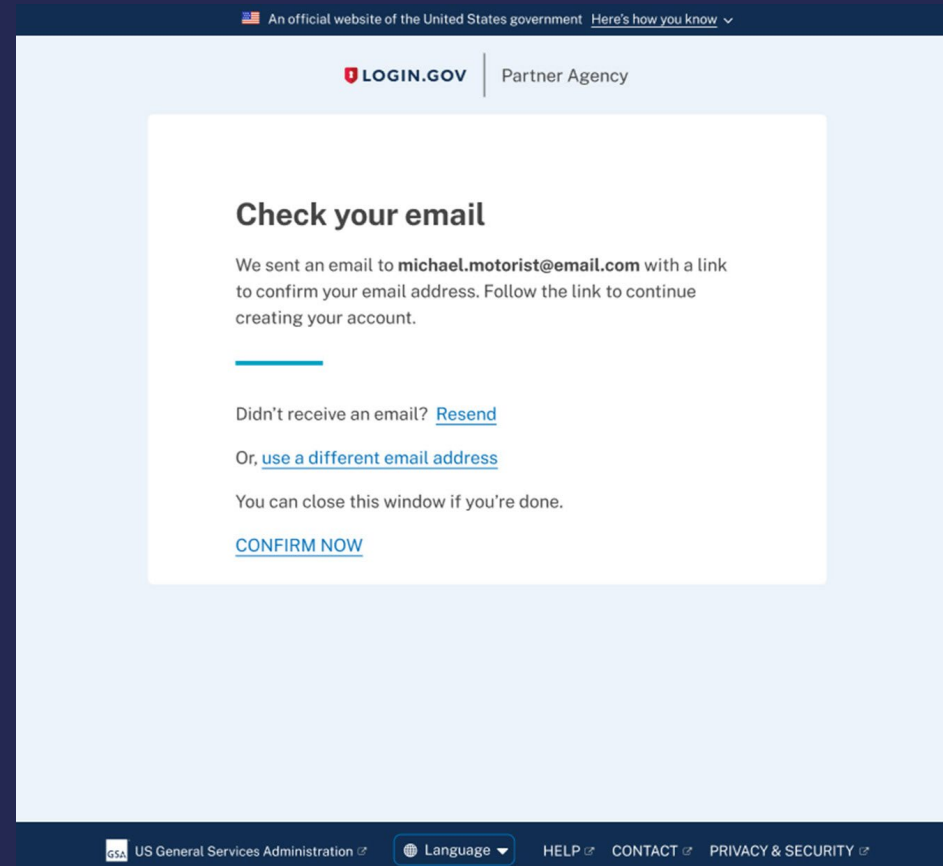 An official website of the United States government Here's how you know
LOGIN.GOV Partner Agency
Check your email
We sent an email to michael.motorist@email.com with a link
to confirm your email address. Follow the link to continue
creating your account.
Didn't receive an email? Resend
Or, use a different email address
You can close this window if you're done.
CONFIRM NOW
GSA US General Services Administration Language HELP CONTACT PRIVACY & SECURITY